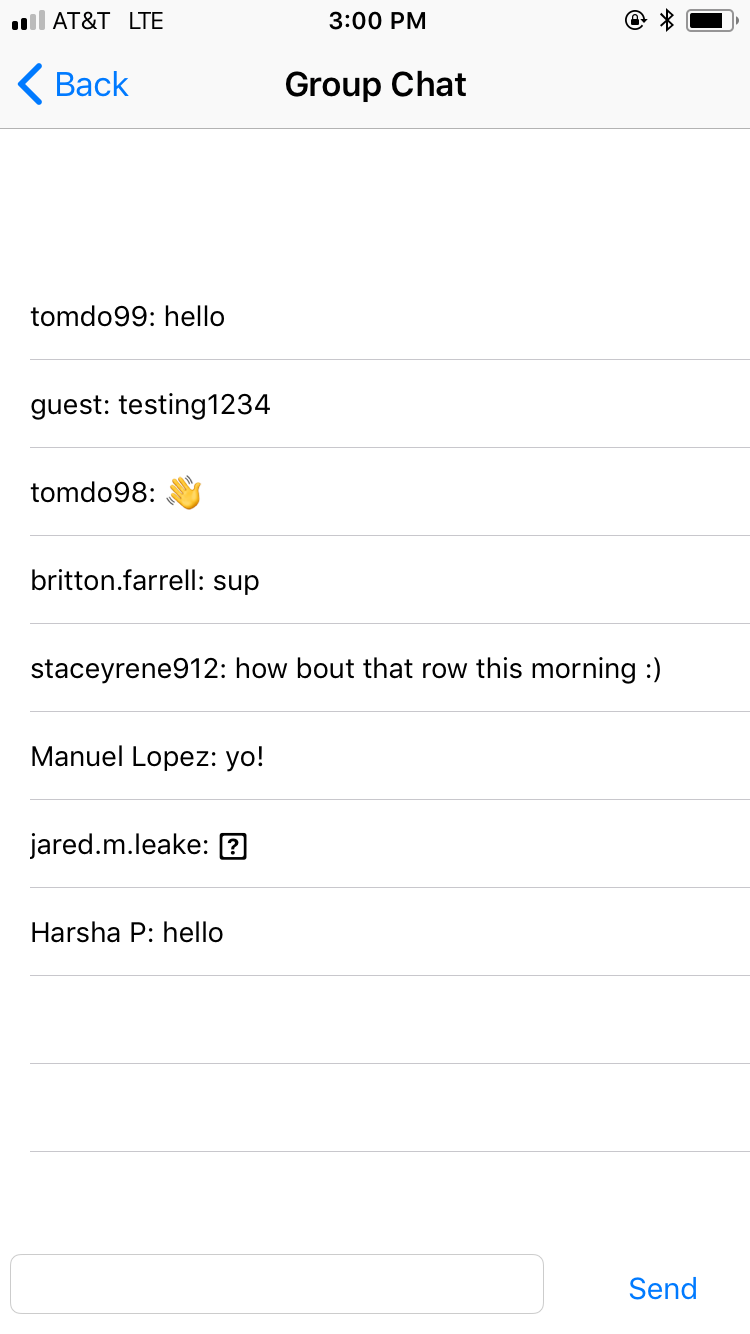 AT&T LTE 3:00 PM
Back Group Chat
tomdo99: hello
guest: testing1234
tomdo98: 👋
britton.farrell: sup
staceyrene912: how bout that row this morning :)
Manuel Lopez: yo!
jared.m.leake: ⍰
Harsha P: hello
Send